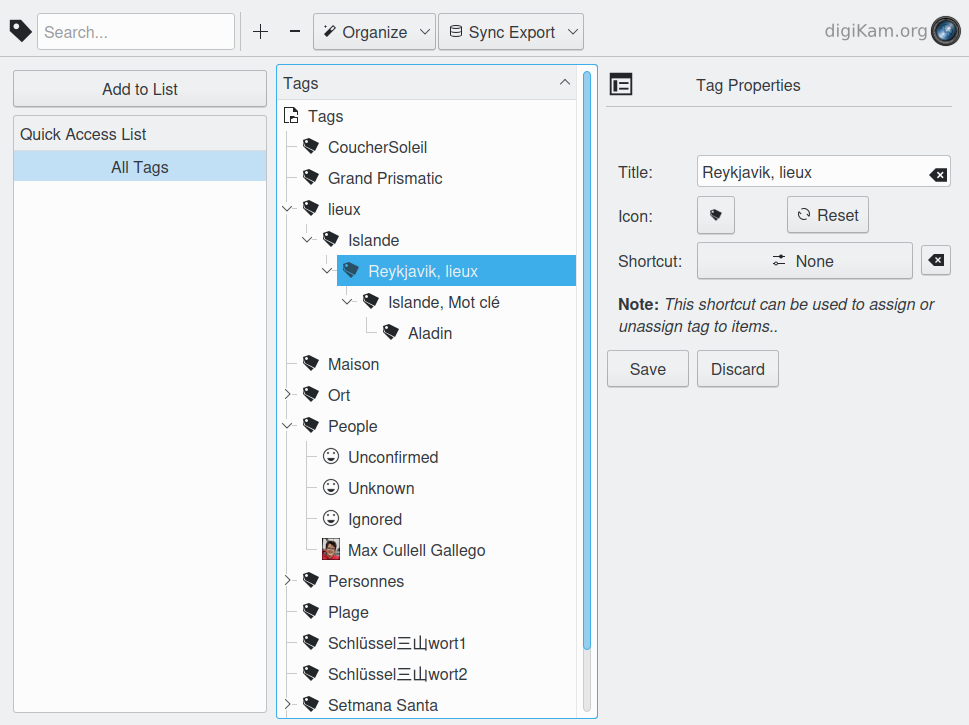 Search...
Organize
Sync Export
digiKam.org
Add to List
Quick Access List
All Tags
Tags
Tags
CoucherSoleil
Grand Prismatic
lieux
Islande
Reykjavik, lieux
Islande, Mot clé
Aladin
Maison
Ort
People
Unconfirmed
Unknown
Ignored
Max Cullell Gallego
Personnes
Plage
Schlüssel三山wort1
Schlüssel三山wort2
Setmana Santa
Tag Properties
Title: Reykjavik, lieux
Icon: Reset
Shortcut: None
Note: This shortcut can be used to assign or
unassign tag to items..
Save Discard